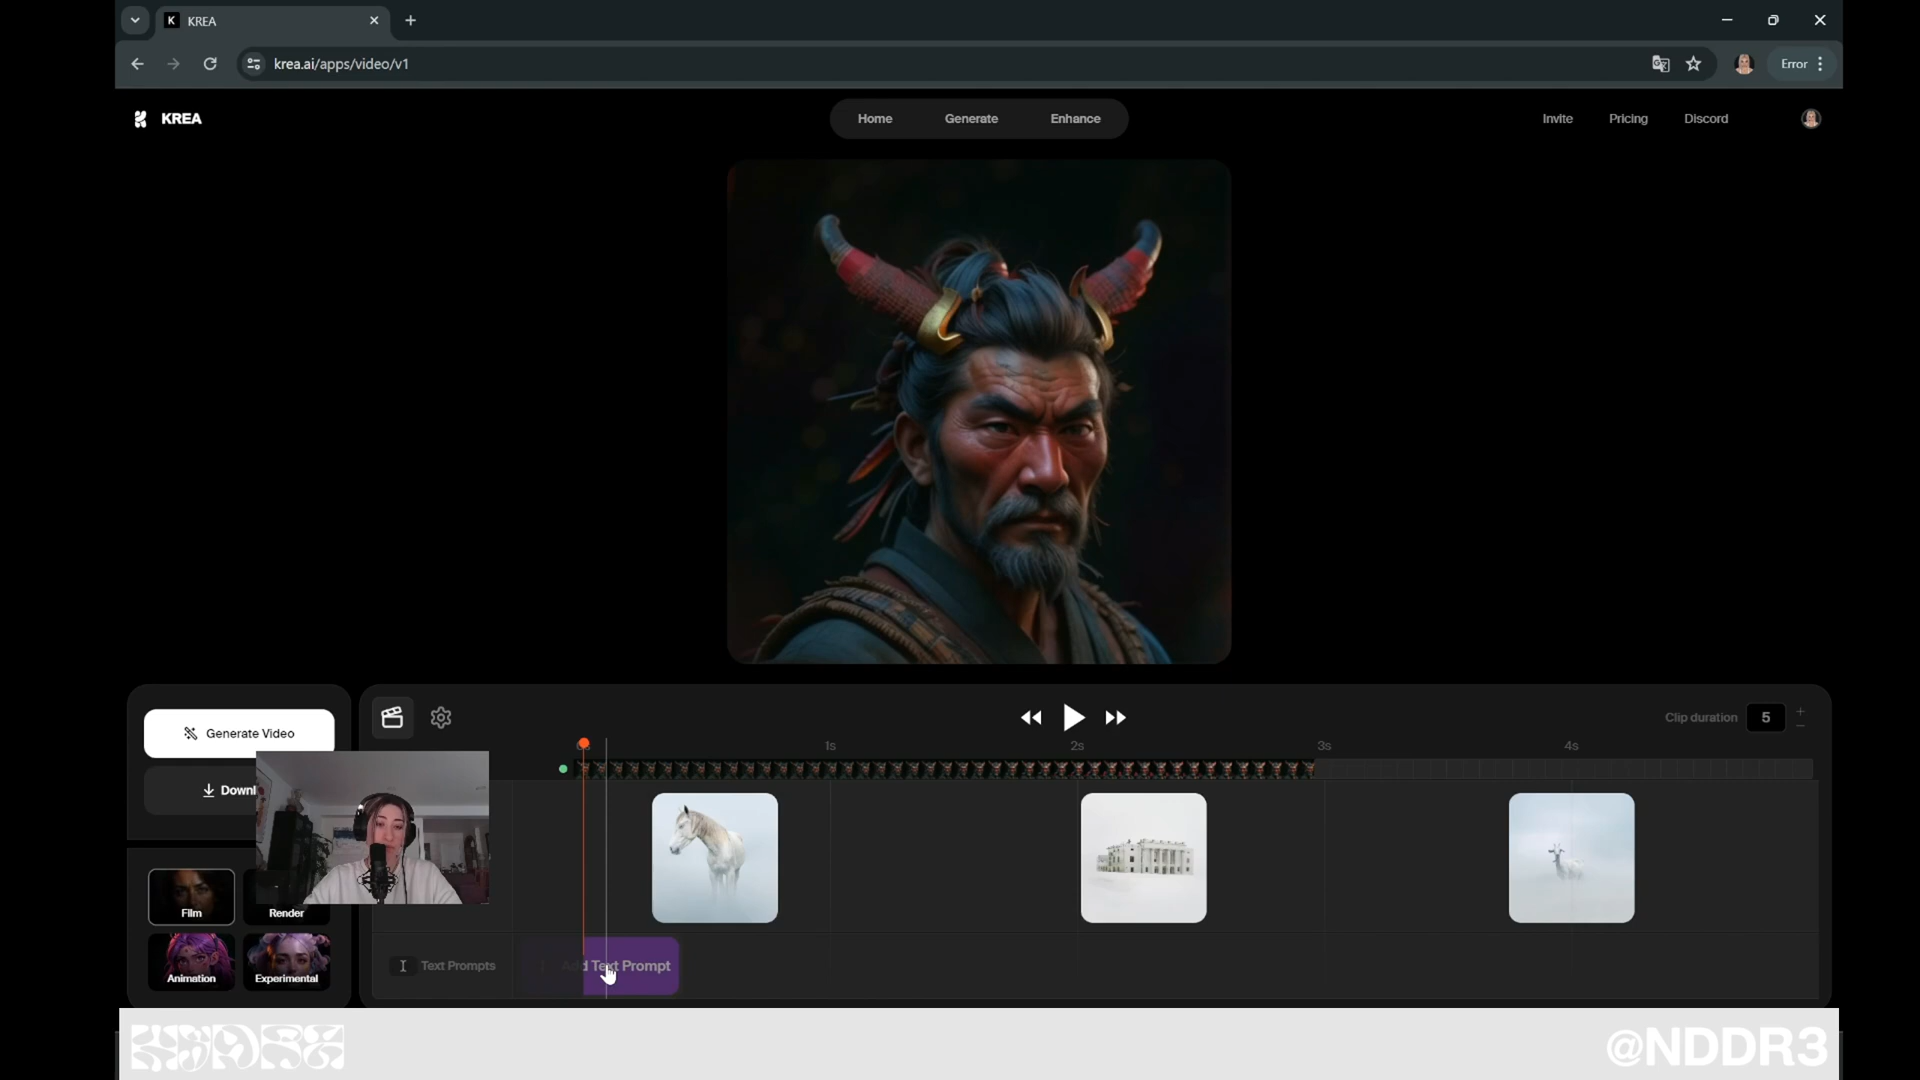 K KREA
krea.ai/apps/video/v1
Error
KREA
Home Generate Enhance
Invite Pricing Discord
Generate Video
Clip duration 5
1s 2s 3s 4s
Downl
Film Render
Animation Experimental
Text Prompts
Add Text Prompt
@NDDR3